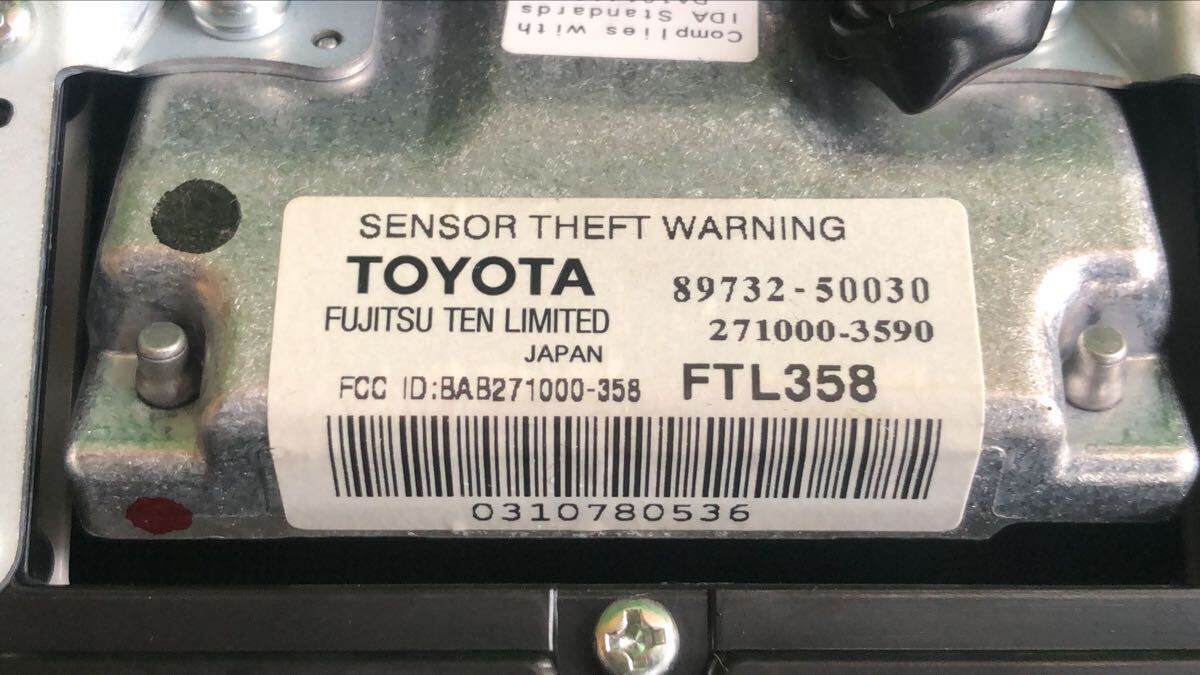 Complies with
IDA Standards
SENSOR THEFT WARNING
TOYOTA
89732-50030
FUJITSU TEN LIMITED
271000-3590
JAPAN
FCC ID:BAB271000-358
FTL358
0310780536